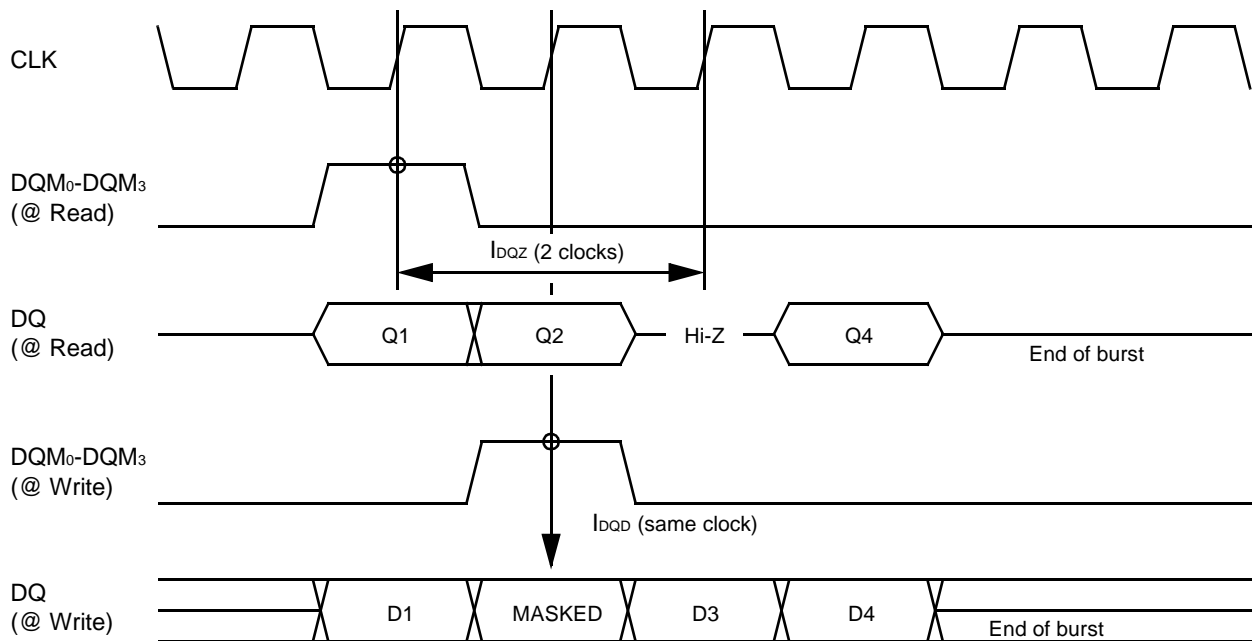 CLK
DQM0-DQM3
(@ Read)
IDQZ (2 clocks)
DQ
(@ Read)
Q1
Q2
Hi-Z
Q4
End of burst
DQM0-DQM3
(@ Write)
IDQD (same clock)
DQ
(@ Write)
D1
MASKED
D3
D4
End of burst